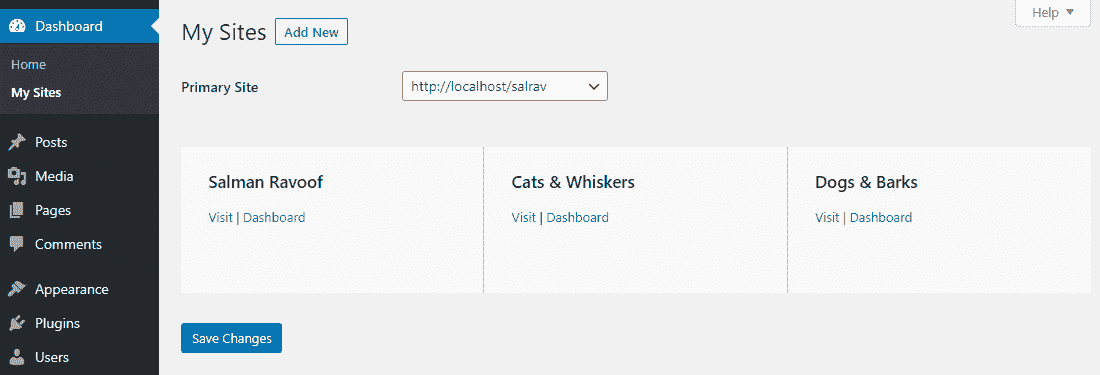 Dashboard
Home
My Sites
Posts
Media
Pages
Comments
Appearance
Plugins
Users
Help
My Sites Add New
Primary Site http://localhost/salrav
Salman Ravoof
Visit | Dashboard
Cats & Whiskers
Visit | Dashboard
Dogs & Barks
Visit | Dashboard
Save Changes